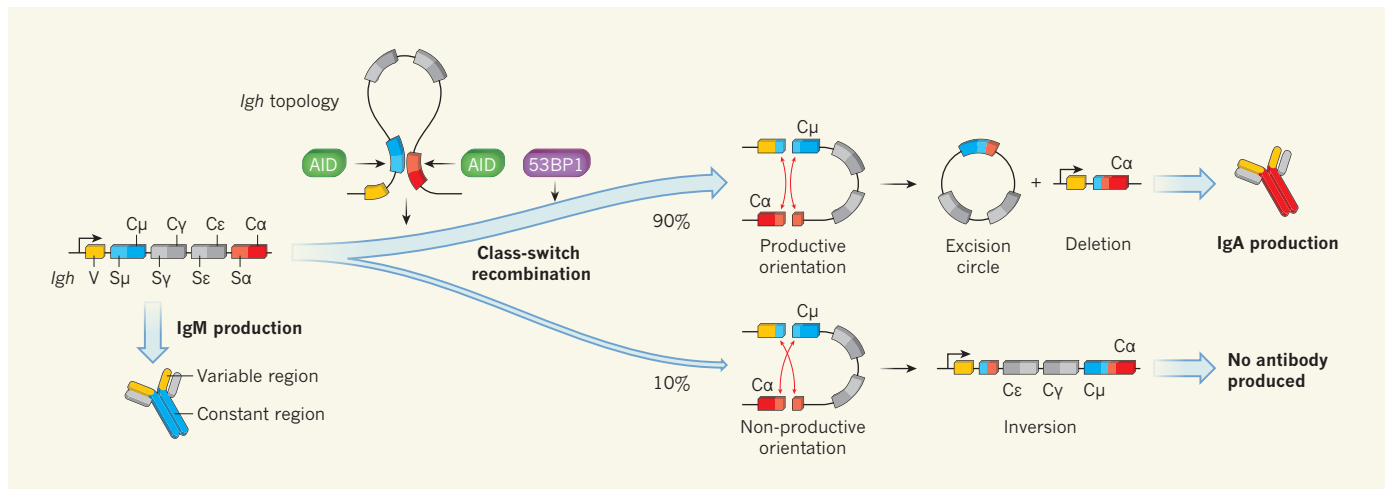 Igh topology
AID
AID
53BP1
Cμ
Cγ
Cε
Cα
Igh
V
Sμ
Sγ
Sε
Sα
IgM production
Variable region
Constant region
Class-switch
recombination
90%
10%
Cμ
Cα
Productive
orientation
+
Excision
circle
Cα
Deletion
IgA production
Cμ
Cα
Non-productive
orientation
Cα
Cε
Cγ
Cμ
Inversion
No antibody
produced